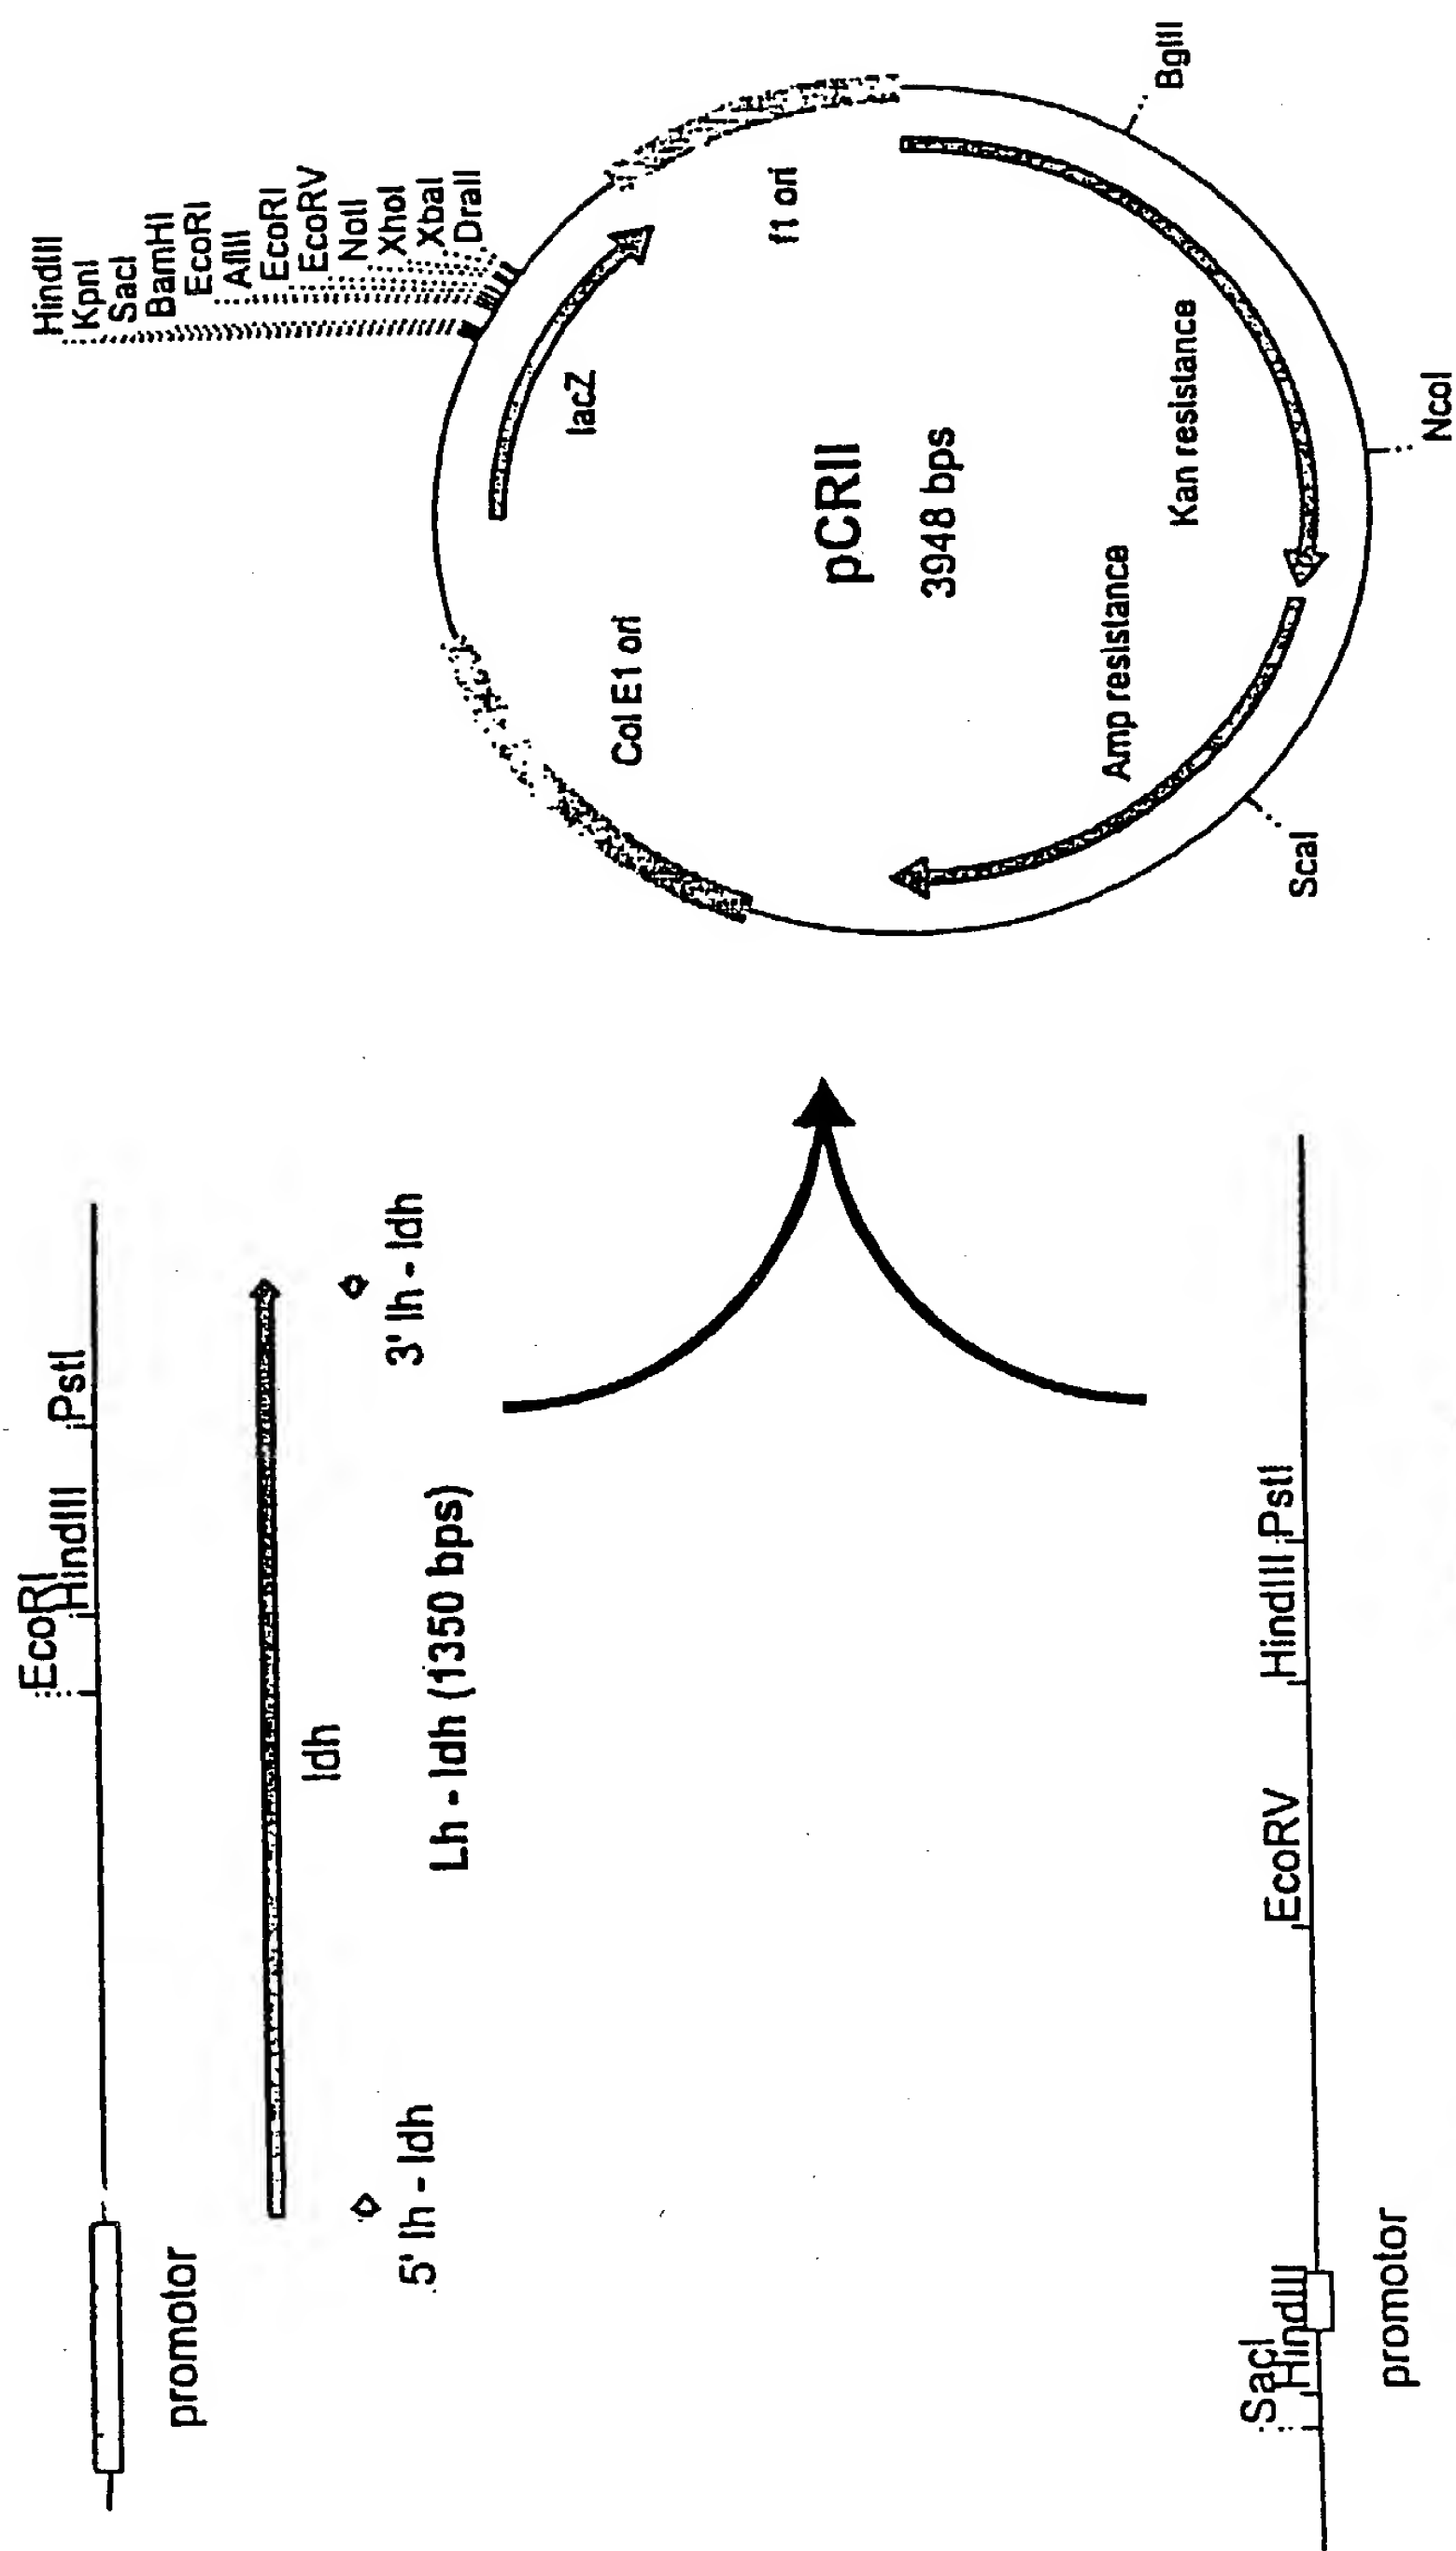 EcoRI
HindIII
PstI
promotor
ldh
5' lh - ldh
3' lh - ldh
Lh - ldh (1350 bps)
SacI
HindIII
EcoRV
HindIII
PstI
promotor
HindIII
KpnI
SacI
BamHI
EcoRI
AflII
EcoRI
EcoRV
NotI
XhoI
XbaI
DraII
lacZ
Col E1 ori
f1 ori
pCRII
3948 bps
Amp resistance
Kan resistance
BglII
NcoI
ScaI